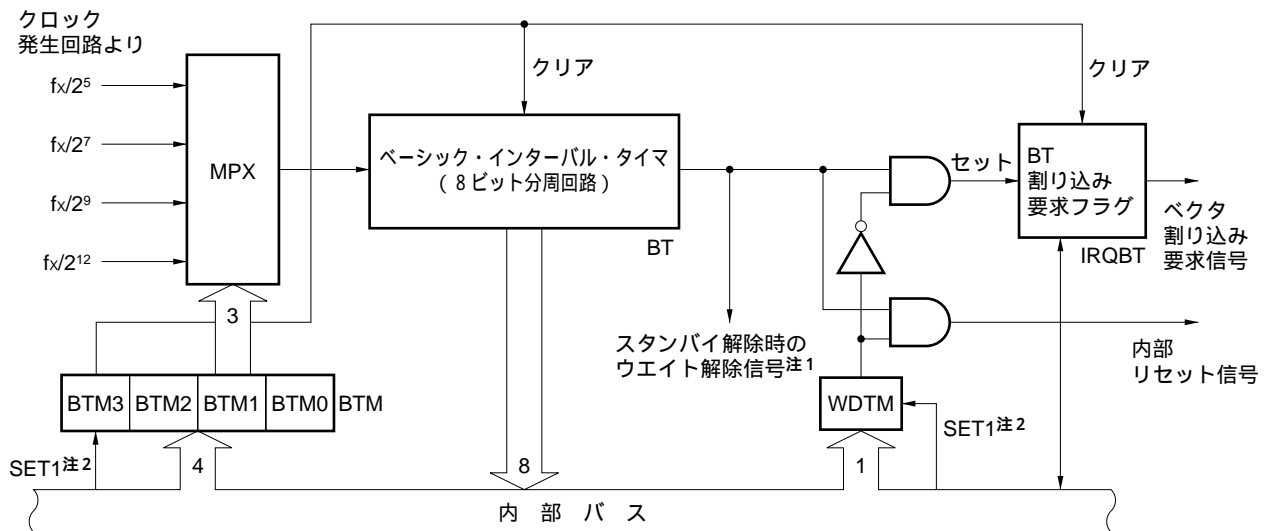 クロック
発生回路より
fX/2⁵
fX/2⁷
fX/2⁹
fX/2¹²
MPX
3
クリア
ベーシック・インターバル・タイマ
(8ビット分周回路)
BT
セット
クリア
BT
割り込み
要求フラグ
IRQBT
ベクタ
割り込み
要求信号
スタンバイ解除時の
ウエイト解除信号注1
内部
リセット信号
BTM3 BTM2 BTM1 BTM0 BTM
WDTM
SET1注2
4
8
1
SET1注2
内 部 バ ス